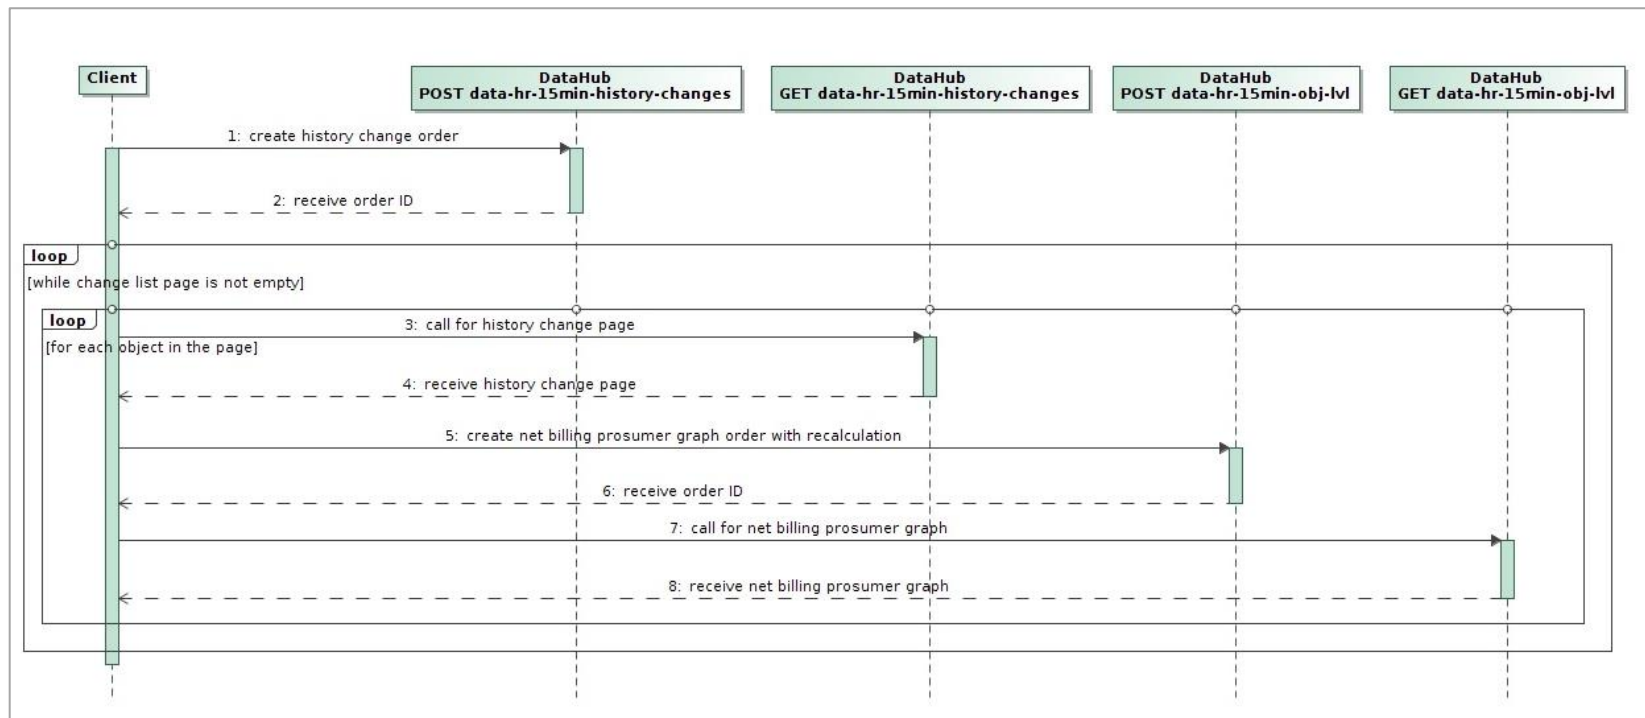 Client
DataHub
POST data-hr-15min-history-changes
DataHub
GET data-hr-15min-history-changes
DataHub
POST data-hr-15min-obj-lvl
DataHub
GET data-hr-15min-obj-lvl
1: create history change order
2: receive order ID
loop
[while change list page is not empty]
loop
3: call for history change page
[for each object in the page]
4: receive history change page
5: create net billing prosumer graph order with recalculation
6: receive order ID
7: call for net billing prosumer graph
8: receive net billing prosumer graph